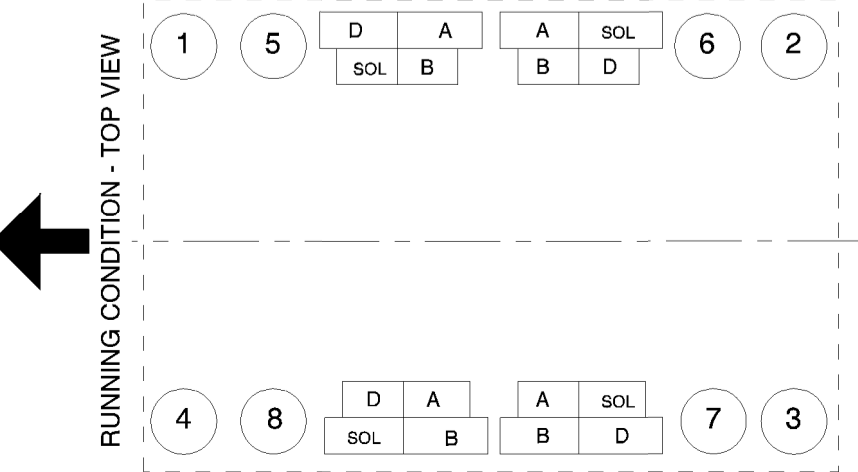 RUNNING CONDITION - TOP VIEW
1 5 D A A SOL 6 2
SOL B B D
D A A SOL
4 8 SOL B B D 7 3